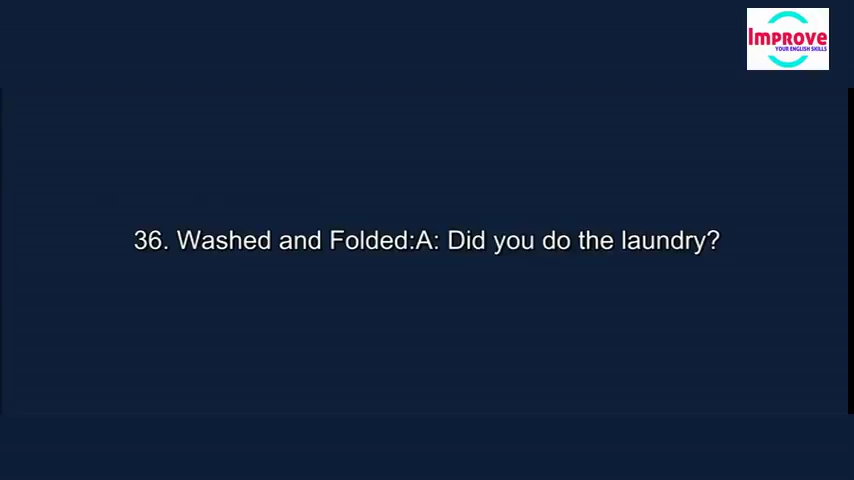 Improve
YOUR ENGLISH SKILLS
36. Washed and Folded:A: Did you do the laundry?